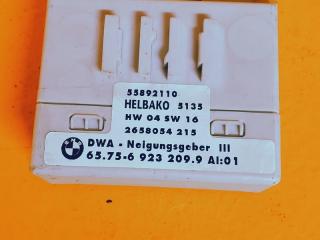 55892110
HELBAKO 5135
HW 04 SW 16
2658054 215
DWA - Neigungsgeber III
65.75-6 923 209.9 AI:01